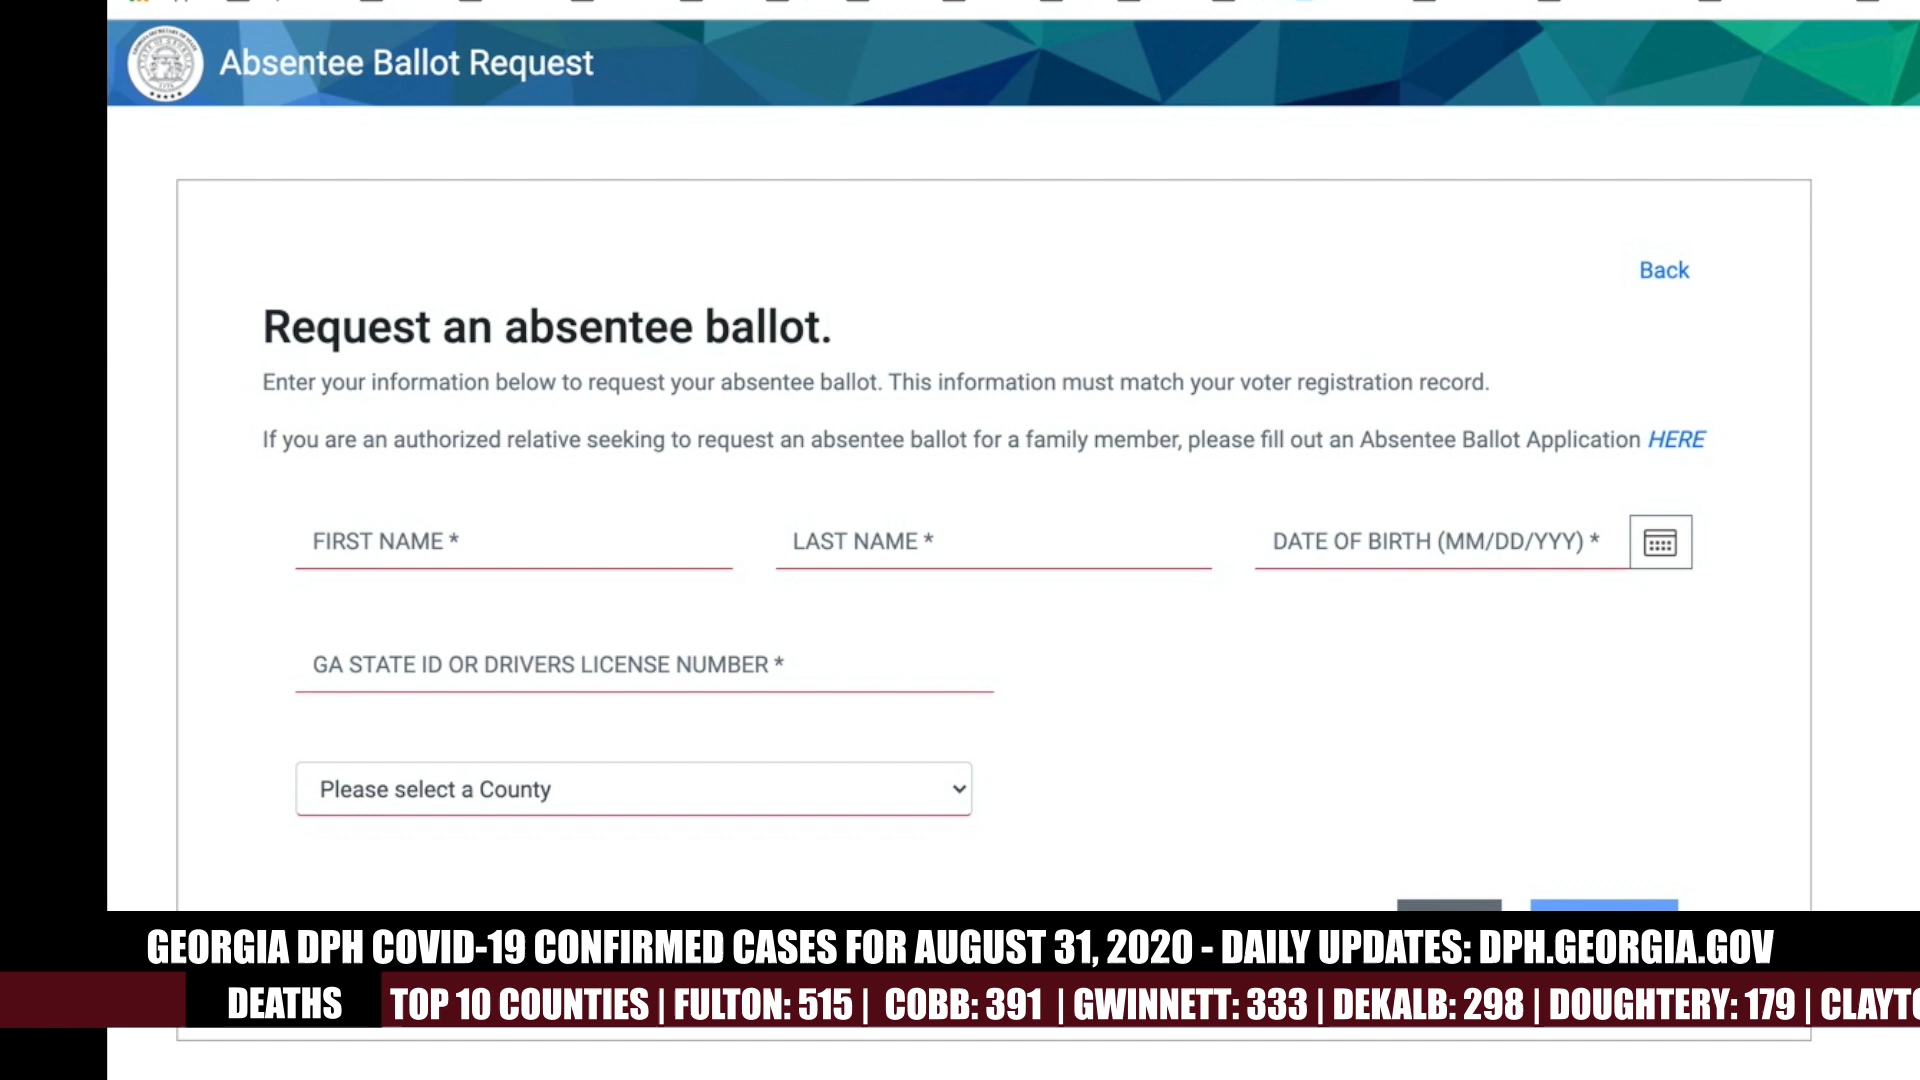 Absentee Ballot Request
Back
Request an absentee ballot.
Enter your information below to request your absentee ballot. This information must match your voter registration record.
If you are an authorized relative seeking to request an absentee ballot for a family member, please fill out an Absentee Ballot Application HERE
FIRST NAME * LAST NAME * DATE OF BIRTH (MM/DD/YYY) *
GA STATE ID OR DRIVERS LICENSE NUMBER *
Please select a County
GEORGIA DPH COVID-19 CONFIRMED CASES FOR AUGUST 31, 2020 - DAILY UPDATES: DPH.GEORGIA.GOV
DEATHS TOP 10 COUNTIES | FULTON: 515 | COBB: 391 | GWINNETT: 333 | DEKALB: 298 | DOUGHTERY: 179 | CLAYTO